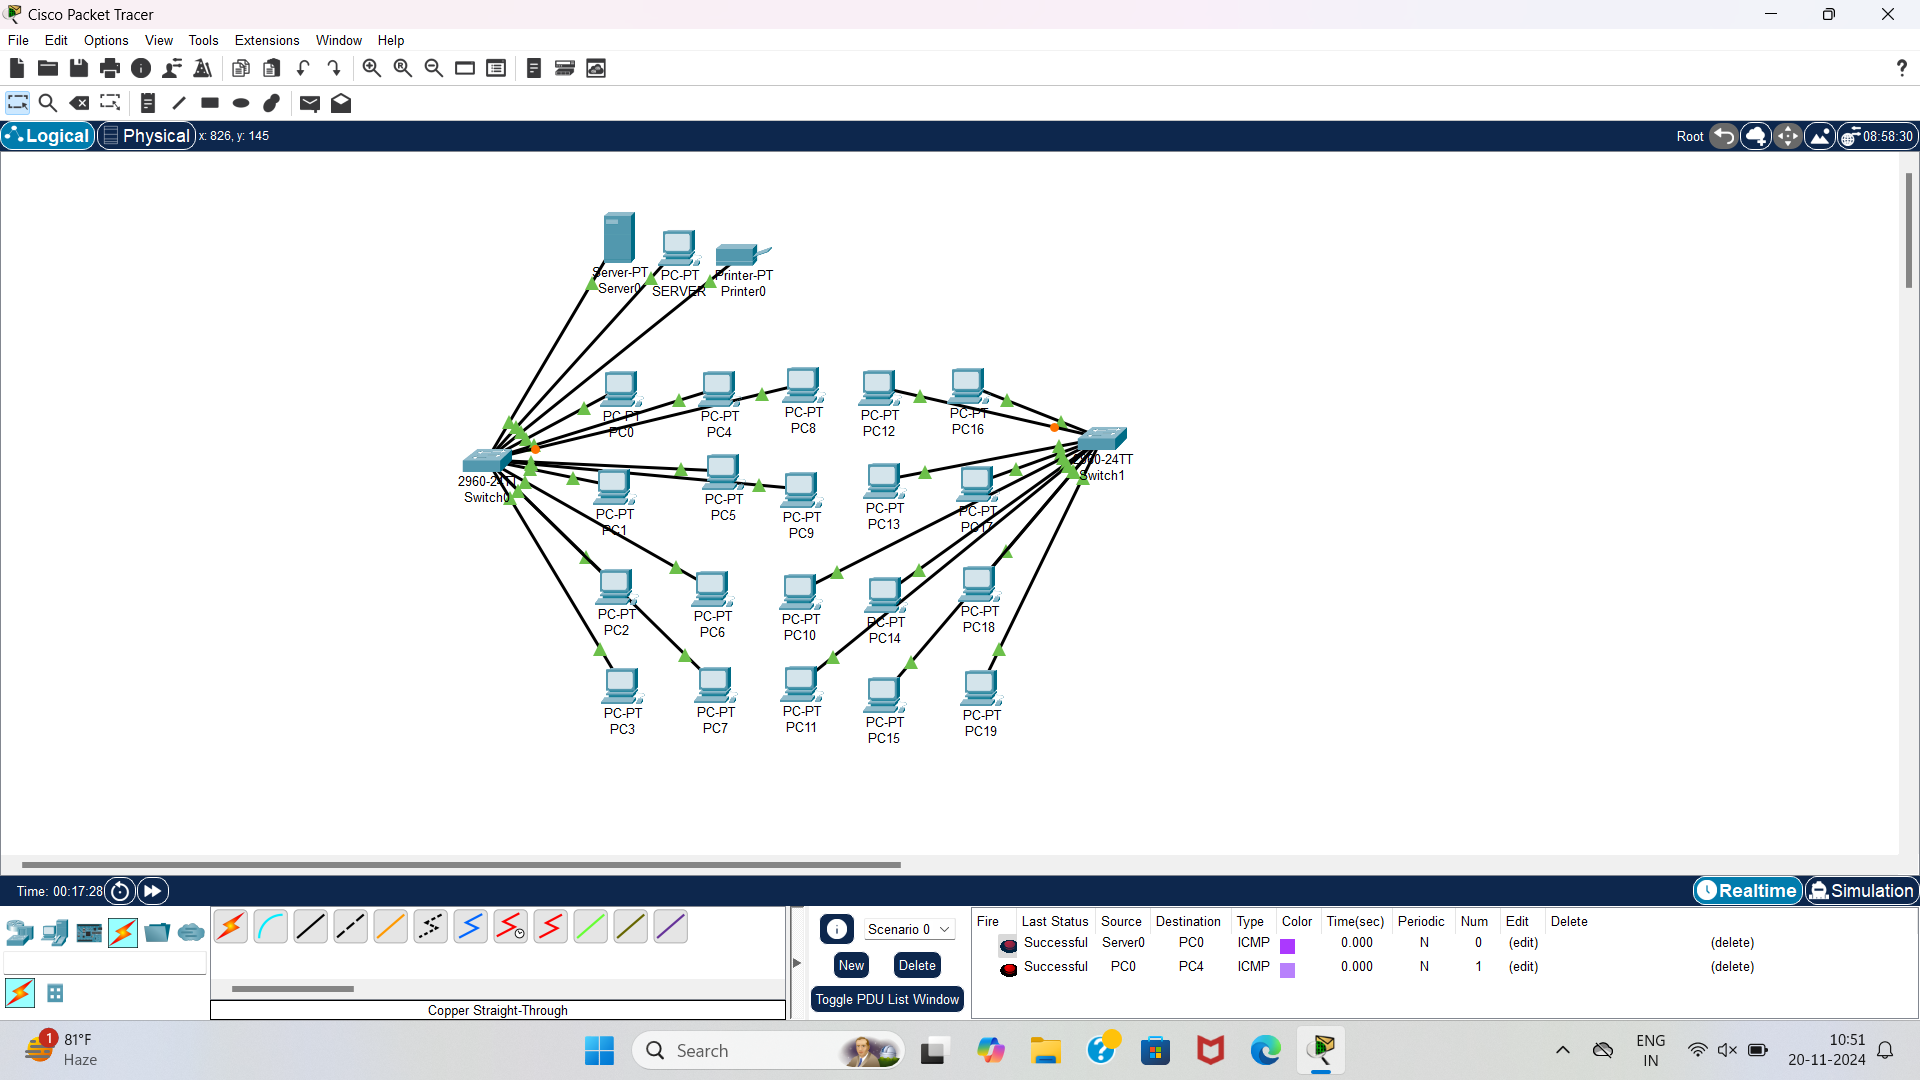 Cisco Packet Tracer
File Edit Options View Tools Extensions Window Help
?
Logical Physical x: 826, y: 145 Root 08:58:30
Server-PT
Server0
PC-PT
SERVER
Printer-PT
Printer0
PC-PT
PC0
PC-PT
PC4
PC-PT
PC8
PC-PT
PC12
PC-PT
PC16
2960-24TT
Switch0
2960-24TT
Switch1
PC-PT
PC1
PC-PT
PC5
PC-PT
PC9
PC-PT
PC13
PC-PT
PC17
PC-PT
PC2
PC-PT
PC6
PC-PT
PC10
PC-PT
PC14
PC-PT
PC18
PC-PT
PC3
PC-PT
PC7
PC-PT
PC11
PC-PT
PC15
PC-PT
PC19
Time: 00:17:28 Realtime Simulation
Scenario 0
New Delete
Toggle PDU List Window
Fire Last Status Source Destination Type Color Time(sec) Periodic Num Edit Delete
Successful Server0 PC0 ICMP 0.000 N 0 (edit) (delete)
Successful PC0 PC4 ICMP 0.000 N 1 (edit) (delete)
Copper Straight-Through
1
81°F
Haze
Search
ENG
IN
10:51
20-11-2024